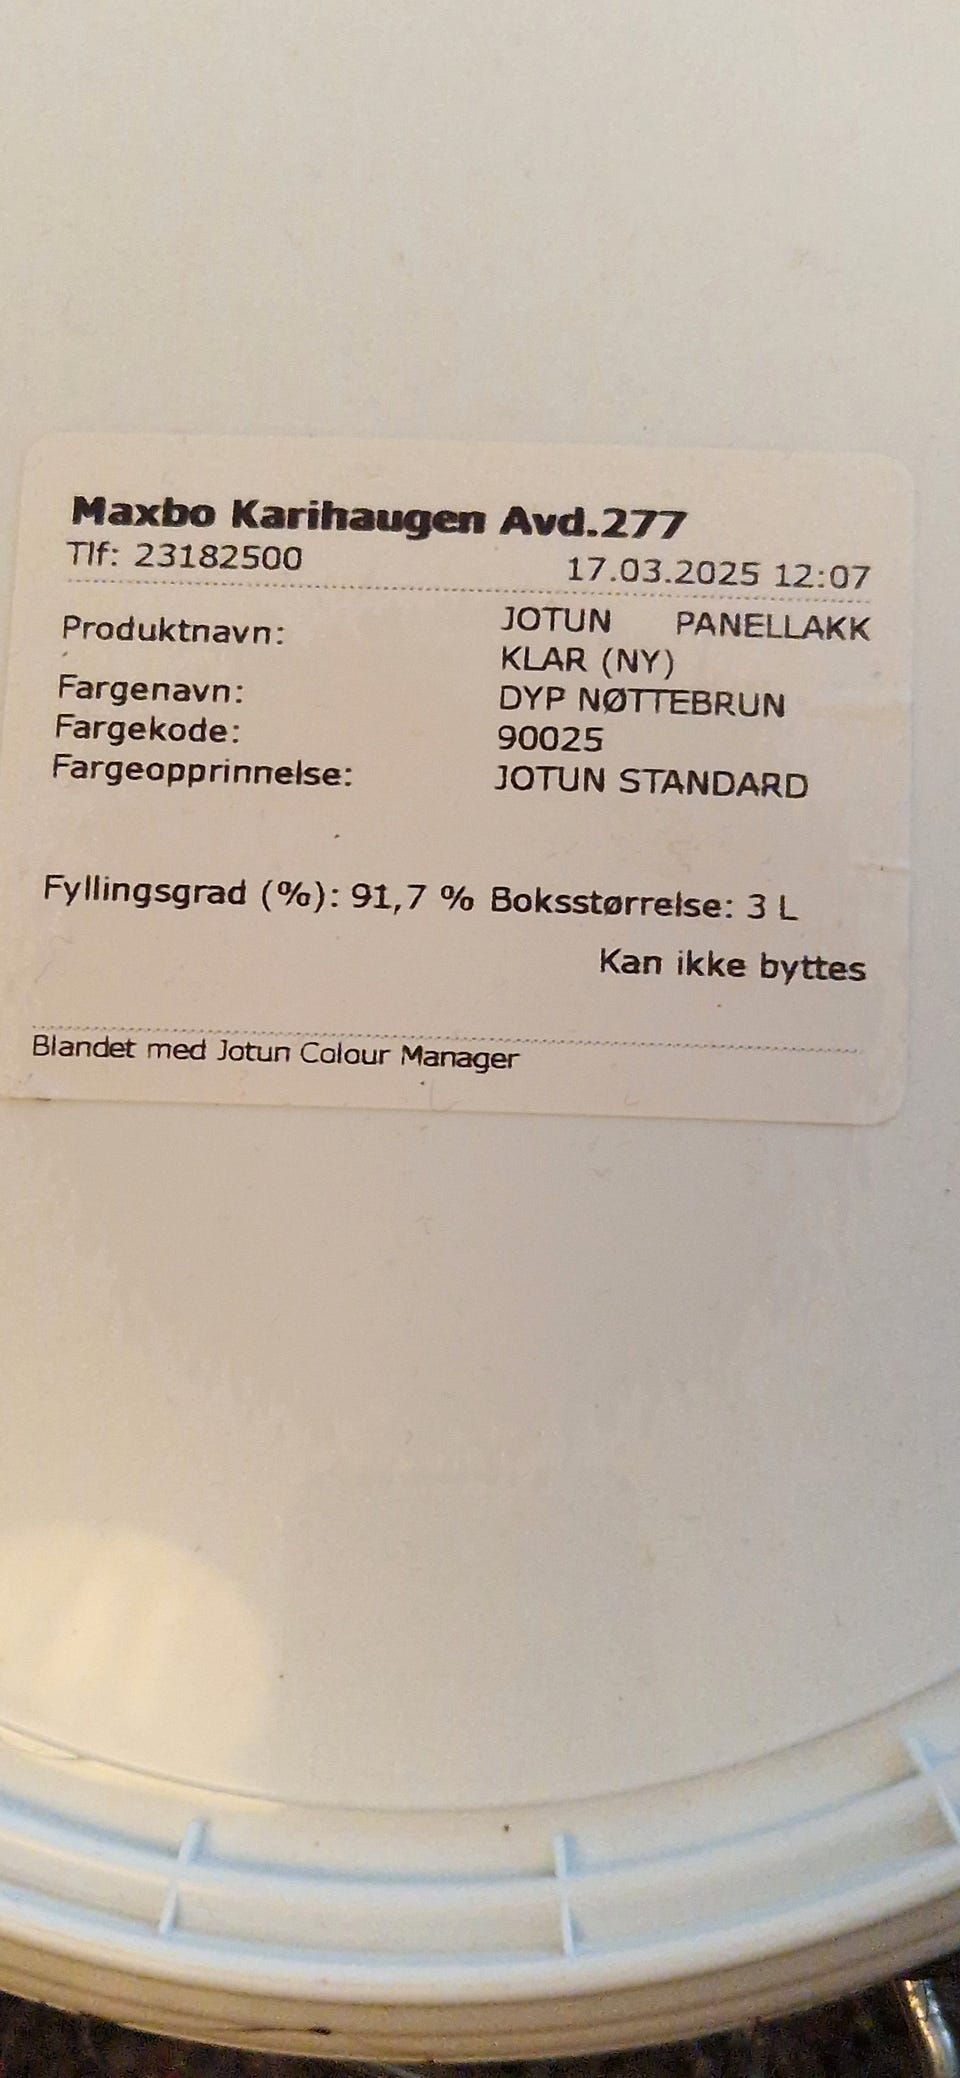 Maxbo Karihaugen Avd.277
Tlf: 23182500 17.03.2025 12:07
Produktnavn: JOTUN PANELLAKK
KLAR (NY)
Fargenavn: DYP NØTTEBRUN
Fargekode: 90025
Fargeopprinnelse: JOTUN STANDARD
Fyllingsgrad (%): 91,7 % Boksstørrelse: 3 L
Kan ikke byttes
Blandet med Jotun Colour Manager